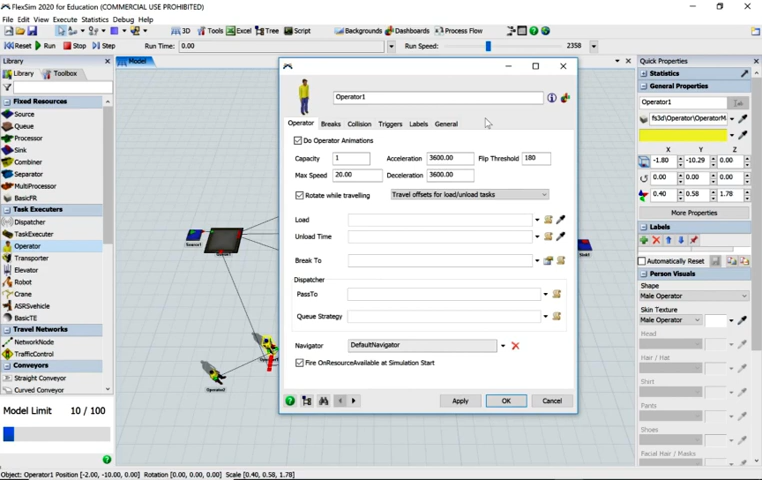 FlexSim 2020 for Education (COMMERCIAL USE PROHIBITED)
File Edit View Build Execute Statistics Debug Help
3D Tools Excel Tree Script Backgrounds Dashboards Process Flow
Reset Run Stop Step Run Time: 0.00 Run Speed: 2358
Library
Library Toolbox
Fixed Resources
Source
Queue
Processor
Sink
Combiner
Separator
MultiProcessor
BasicFR
Task Executers
Dispatcher
TaskExecuter
Operator
Transporter
Elevator
Robot
Crane
ASRSvehicle
BasicTE
Travel Networks
NetworkNode
TrafficControl
Conveyors
Straight Conveyor
Curved Conveyor
Model Limit 10 / 100
Model
Operator2
Operator1
Operator Breaks Collision Triggers Labels General
Do Operator Animations
Capacity 1 Acceleration 3600.00 Flip Threshold 180
Max Speed 20.00 Deceleration 3600.00
Rotate while travelling Travel offsets for load/unload tasks
Load
Unload Time
Break To
Dispatcher
PassTo
Queue Strategy
Navigator DefaultNavigator
Fire OnResourceAvailable at Simulation Start
Apply OK Cancel
Quick Properties
Statistics
General Properties
Operator1
fs3d\Operator\OperatorM
X Y Z
-1.80 -10.29 0.00
0.00 0.00 0.00
0.40 0.58 1.78
More Properties
Labels
Automatically Reset
Person Visuals
Shape
Male Operator
Skin Texture
Male Operator
Head
Hair / Hat
Shirt
Pants
Shoes
Facial Hair / Masks
Object: Operator1 Position [-2.00, -10.00, 0.00] Rotation [0.00, 0.00, 0.00] Scale [0.40, 0.58, 1.78]